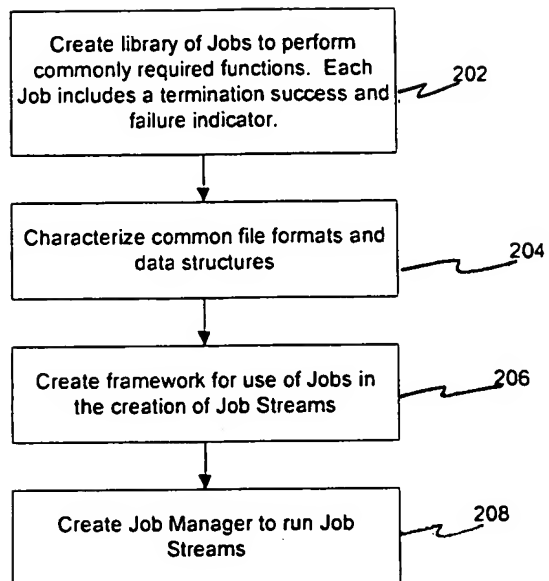 Create library of Jobs to perform
commonly required functions. Each
Job includes a termination success and
failure indicator.
202
Characterize common file formats and
data structures
204
Create framework for use of Jobs in
the creation of Job Streams
206
Create Job Manager to run Job
Streams
208